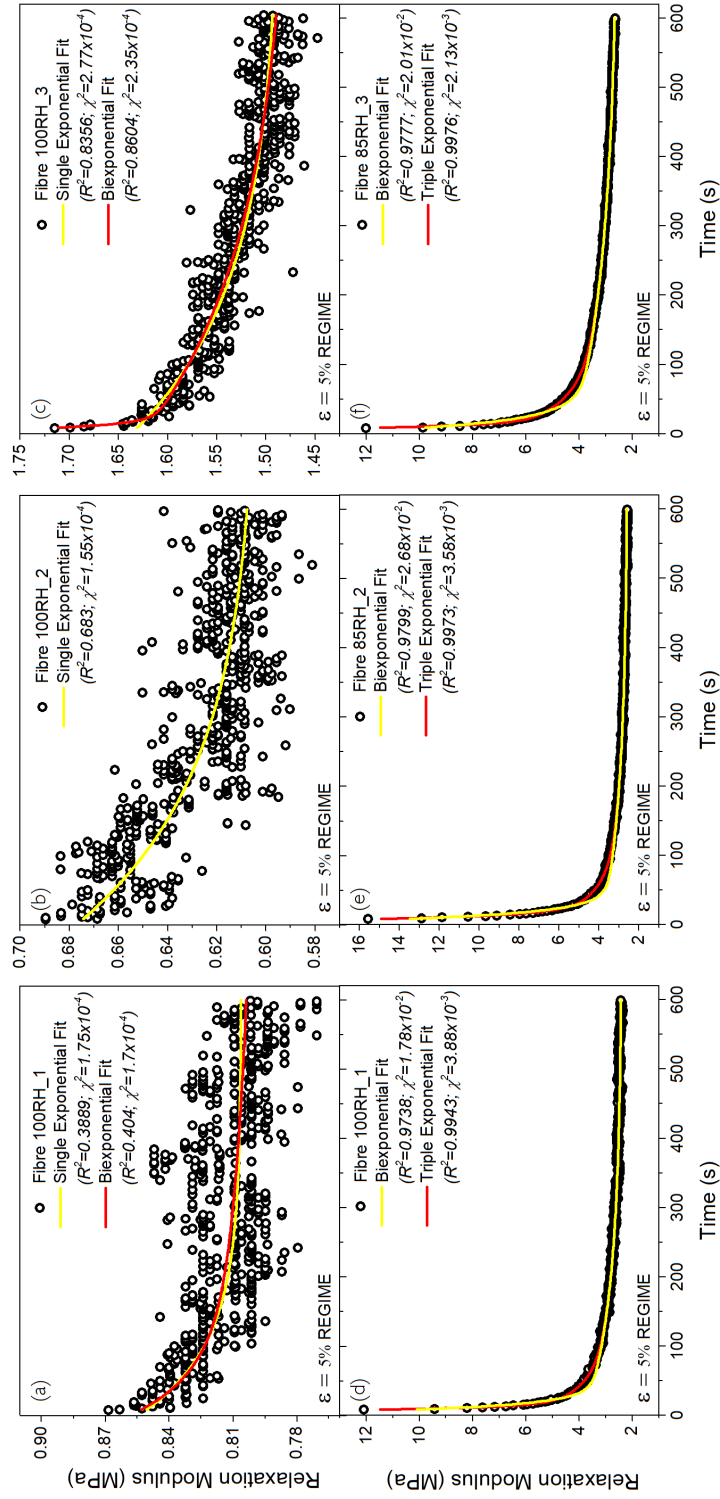 (a)
Fibre 100RH_1
Single Exponential Fit
(R²=0.3889; χ²=1.75x10⁻⁴)
Biexponential Fit
(R²=0.404; χ²=1.7x10⁻⁴)
ε = 5% REGIME
0.90
0.87
0.84
0.81
0.78
Relaxation Modulus (MPa)
(b)
Fibre 100RH_2
Single Exponential Fit
(R²=0.683; χ²=1.55x10⁻⁴)
ε = 5% REGIME
0.70
0.68
0.66
0.64
0.62
0.60
0.58
(c)
Fibre 100RH_3
Single Exponential Fit
(R²=0.8356; χ²=2.77x10⁻⁴)
Biexponential Fit
(R²=0.8604; χ²=2.35x10⁻⁴)
ε = 5% REGIME
1.75
1.70
1.65
1.60
1.55
1.50
1.45
(d)
Fibre 100RH_1
Biexponential Fit
(R²=0.9738; χ²=1.78x10⁻²)
Triple Exponential Fit
(R²=0.9943; χ²=3.88x10⁻³)
ε = 5% REGIME
12
10
8
6
4
2
Relaxation Modulus (MPa)
0 100 200 300 400 500 600
Time (s)
(e)
Fibre 85RH_2
Biexponential Fit
(R²=0.9799; χ²=2.68x10⁻²)
Triple Exponential Fit
(R²=0.9973; χ²=3.58x10⁻³)
ε = 5% REGIME
16
14
12
10
8
6
4
2
0 100 200 300 400 500 600
Time (s)
(f)
Fibre 85RH_3
Biexponential Fit
(R²=0.9777; χ²=2.01x10⁻²)
Triple Exponential Fit
(R²=0.9976; χ²=2.13x10⁻³)
ε = 5% REGIME
12
10
8
6
4
2
0 100 200 300 400 500 600
Time (s)